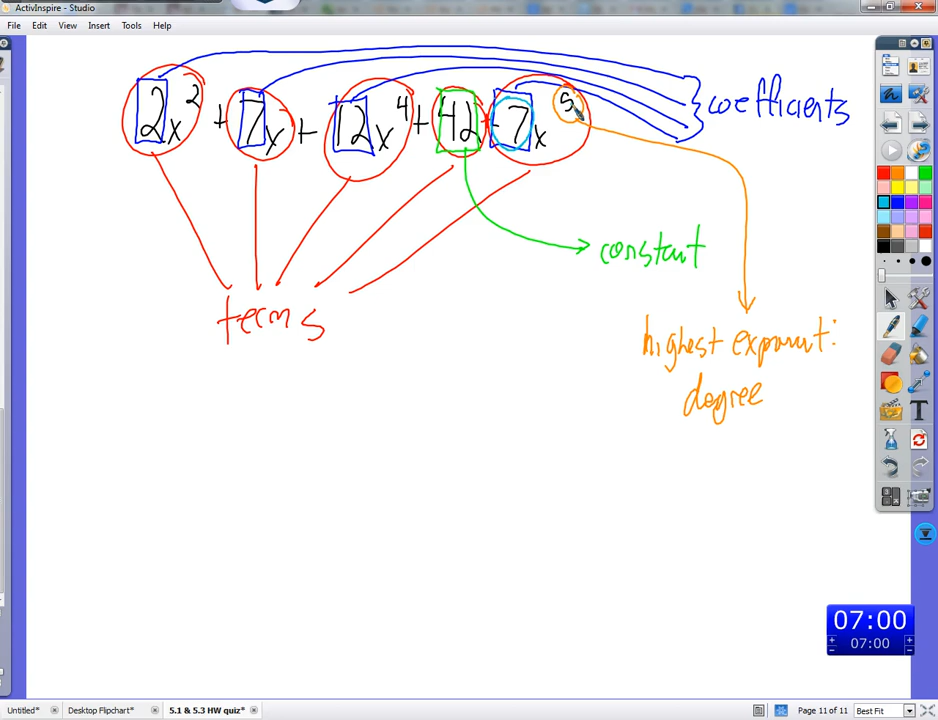 ActivInspire - Studio
File Edit View Insert Tools Help
2x² + 7x + 12x⁴ + 42 - 7x⁵
coefficients
constant
terms
highest exponent:
degree
07:00
07:00
Untitled* Desktop Flipchart* 5.1 & 5.3 HW quiz* Page 11 of 11 Best Fit